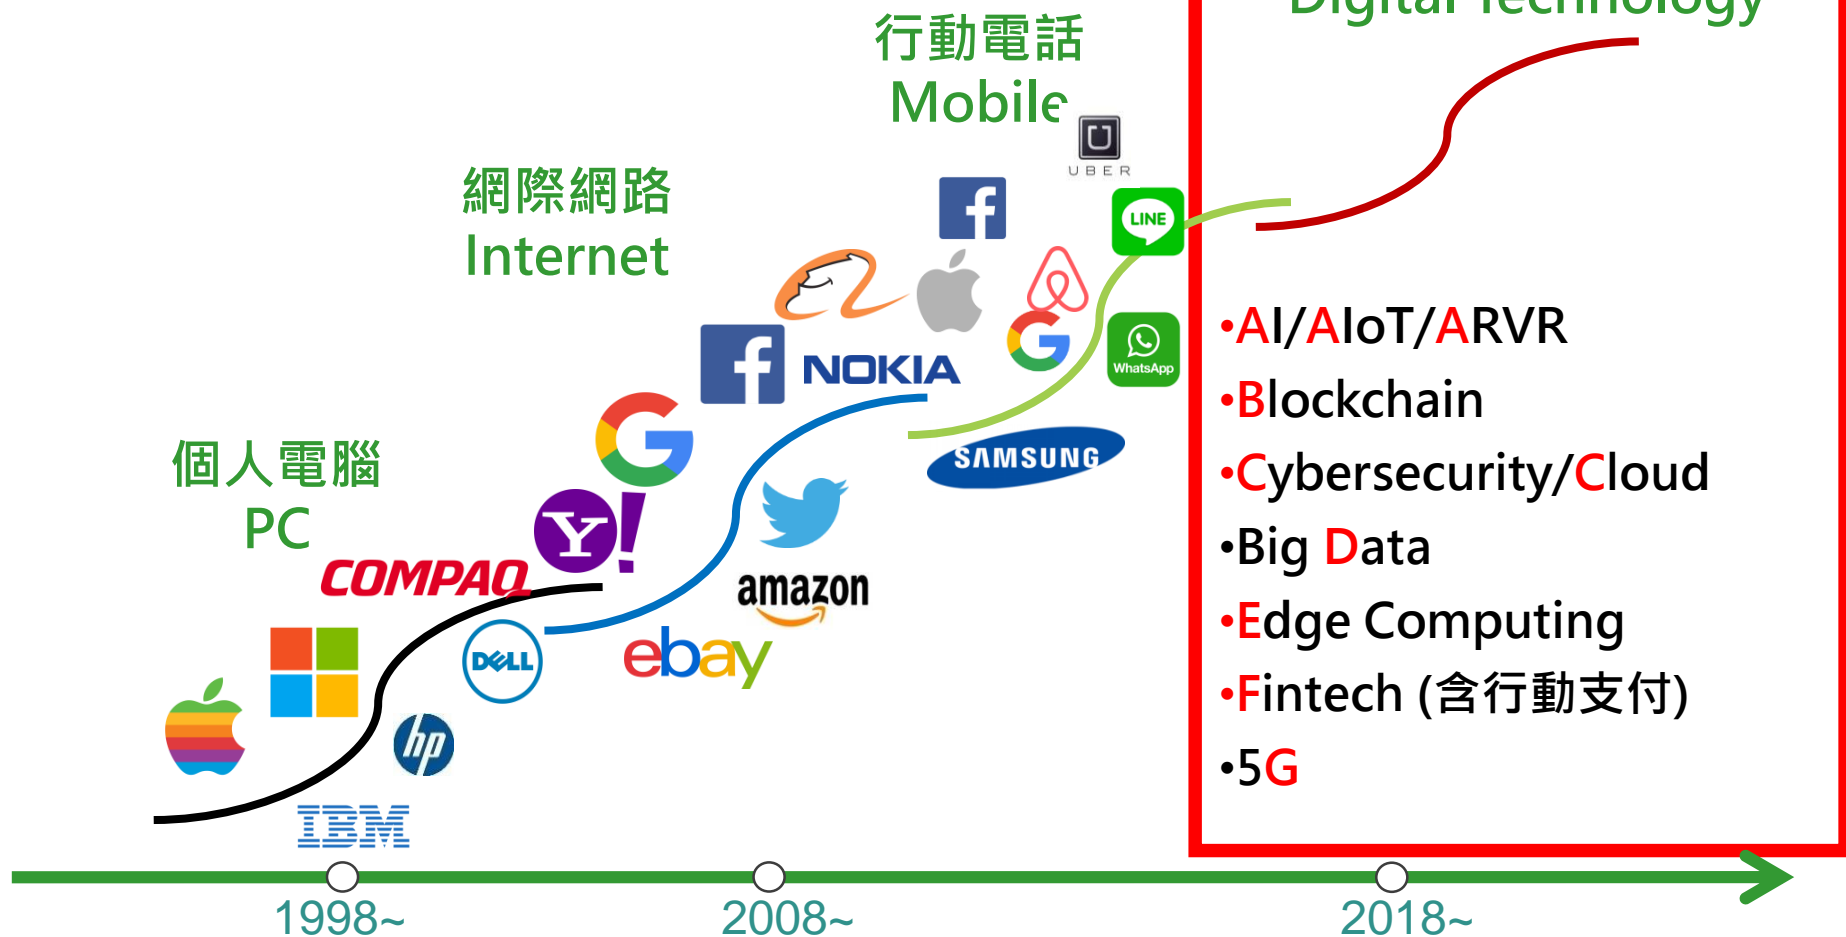 Digital Technology
行動電話
Mobile
UBER
網際網路
Internet
LINE
WhatsApp
NOKIA
SAMSUNG
個人電腦
PC
COMPAQ
Y!
amazon
DELL
ebay
hp
IBM
•AI/AIoT/ARVR
•Blockchain
•Cybersecurity/Cloud
•Big Data
•Edge Computing
•Fintech (含行動支付)
•5G
1998~
2008~
2018~